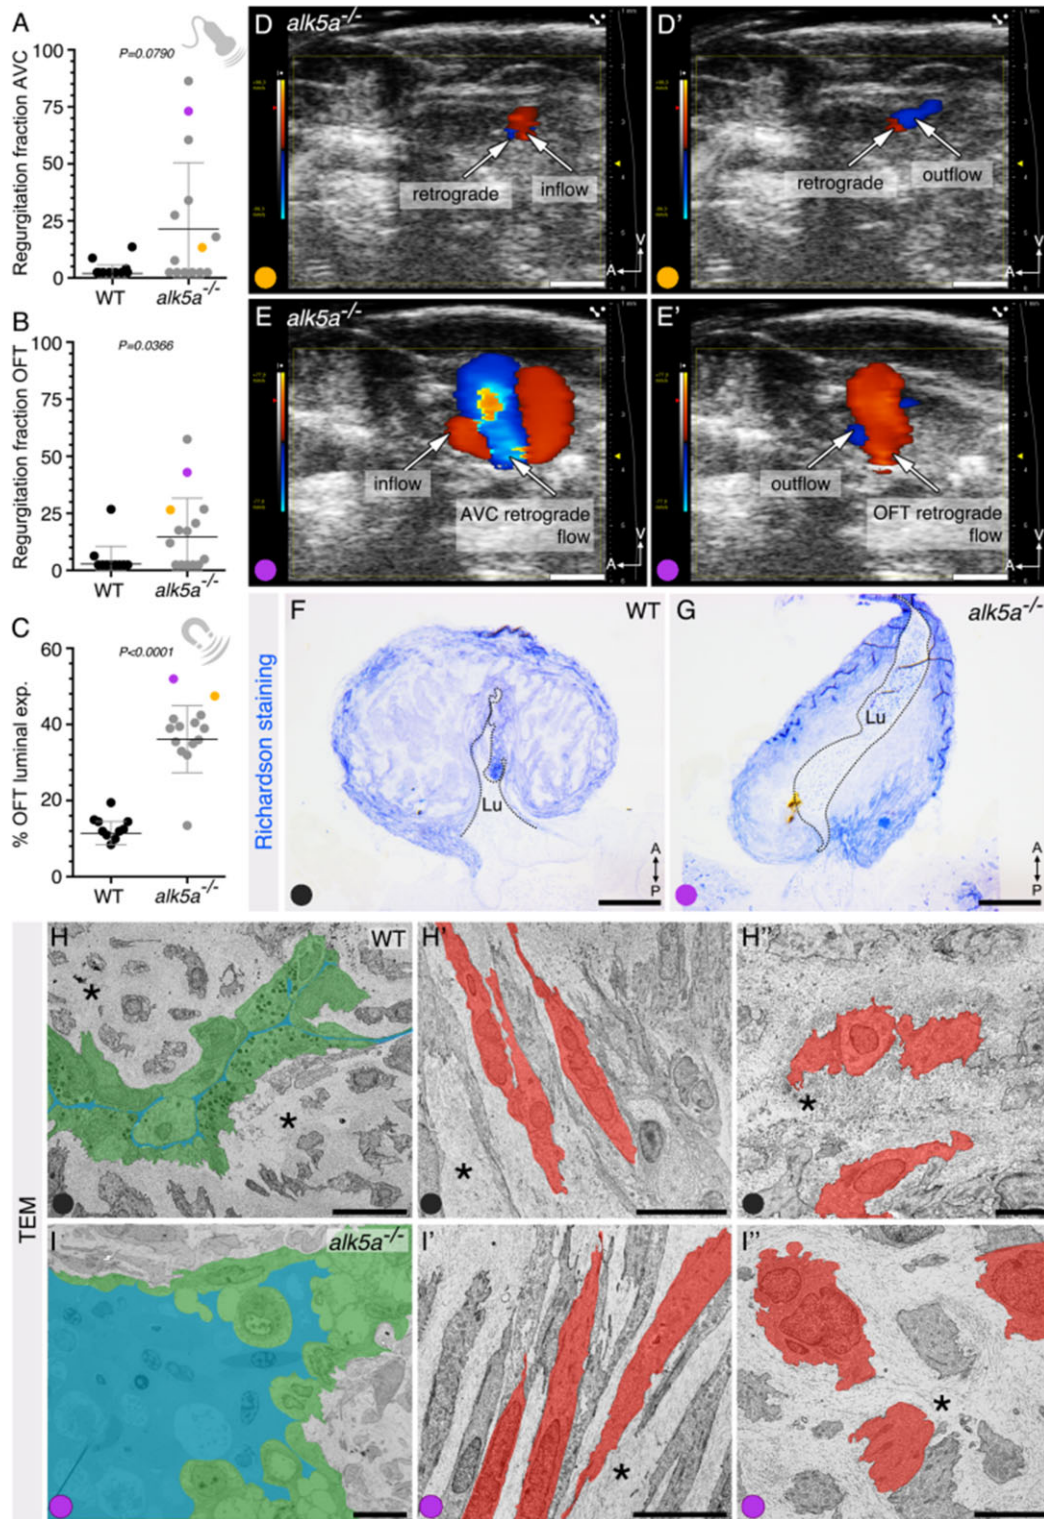 A
P=0.0790
Regurgitation fraction AVC
100
75
50
25
0
WT
alk5a-/-
B
P=0.0366
Regurgitation fraction OFT
100
75
50
25
0
WT
alk5a-/-
C
P<0.0001
% OFT luminal exp.
60
40
20
0
WT
alk5a-/-
D
alk5a-/-
retrograde
inflow
V
A
D'
retrograde
outflow
V
A
E
alk5a-/-
inflow
AVC retrograde
flow
V
A
E'
outflow
OFT retrograde
flow
V
A
Richardson staining
F
WT
Lu
A
P
G
alk5a-/-
Lu
A
P
TEM
H
WT
*
*
H'
*
H''
*
I
alk5a-/-
I'
*
I''
*